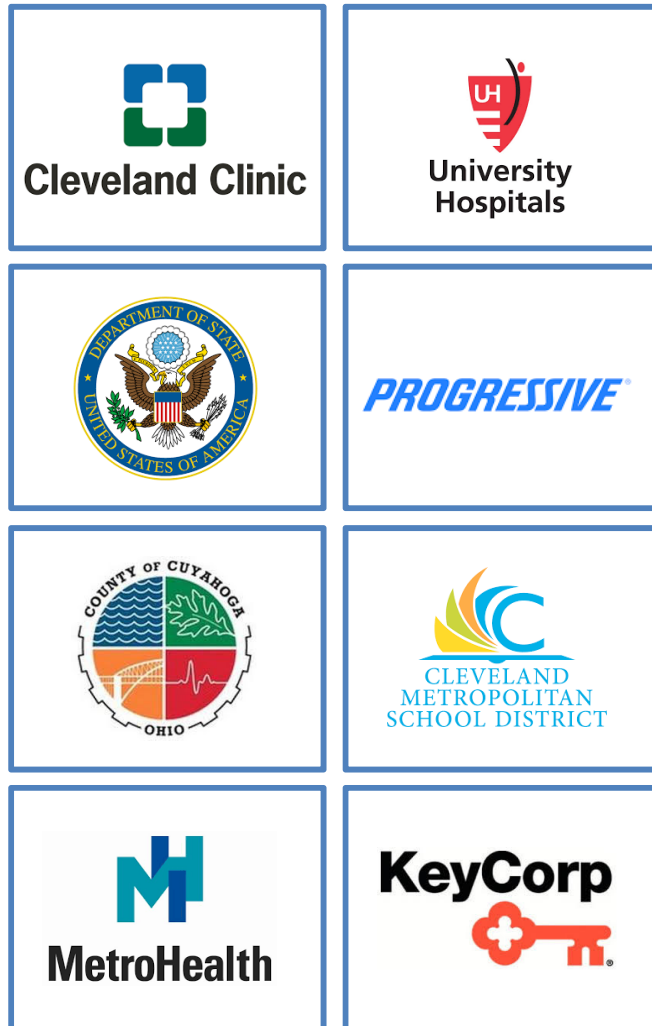 Cleveland Clinic
UH
University
Hospitals
DEPARTMENT OF STATE
UNITED STATES OF AMERICA
PROGRESSIVE®
COUNTY OF CUYAHOGA
OHIO
C
CLEVELAND
METROPOLITAN
SCHOOL DISTRICT
MH
MetroHealth
KeyCorp
®